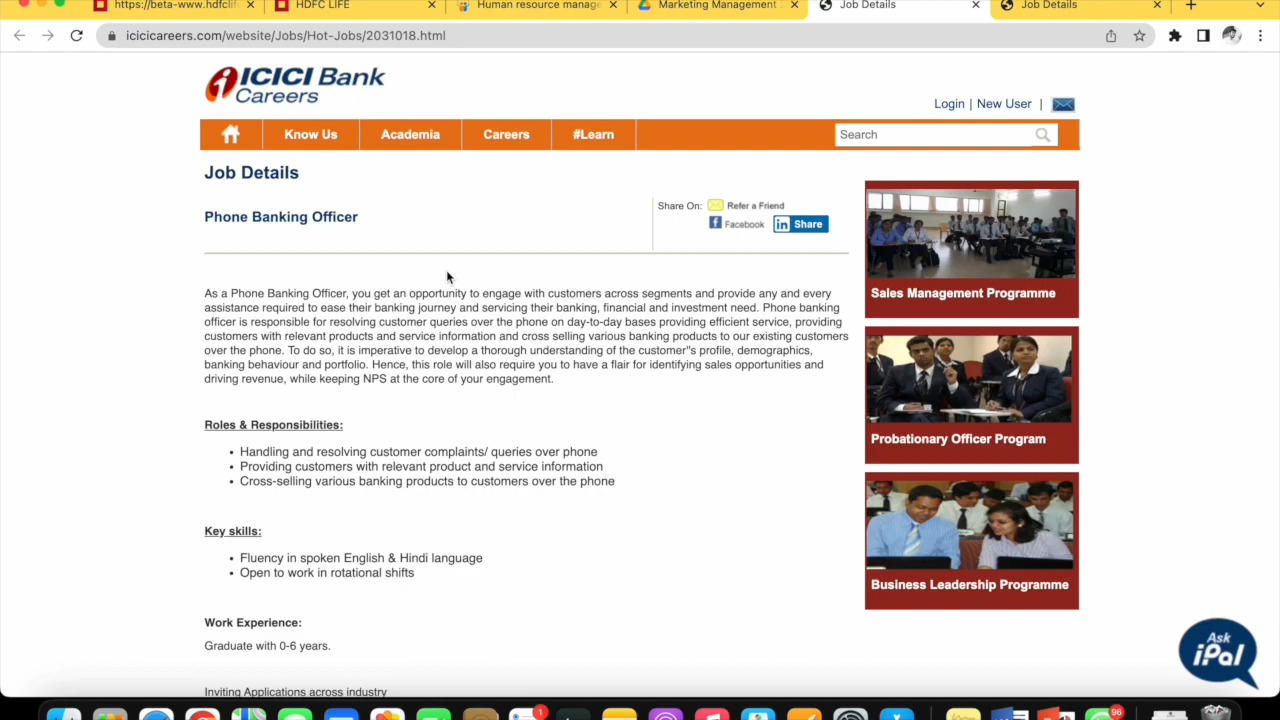 https://beta-www.hdfclife
HDFC LIFE
Human resource manage
Marketing Management
Job Details
Job Details
icicicareers.com/website/Jobs/Hot-Jobs/2031018.html
ICICI Bank
Careers
Login | New User |
Know Us
Academia
Careers
#Learn
Search
Job Details
Phone Banking Officer
Share On:
Refer a Friend
Facebook
in Share
As a Phone Banking Officer, you get an opportunity to engage with customers across segments and provide any and every
assistance required to ease their banking journey and servicing their banking, financial and investment need. Phone banking
officer is responsible for resolving customer queries over the phone on day-to-day bases providing efficient service, providing
customers with relevant products and service information and cross selling various banking products to our existing customers
over the phone. To do so, it is imperative to develop a thorough understanding of the customer"s profile, demographics,
banking behaviour and portfolio. Hence, this role will also require you to have a flair for identifying sales opportunities and
driving revenue, while keeping NPS at the core of your engagement.
Roles & Responsibilities:
• Handling and resolving customer complaints/ queries over phone
• Providing customers with relevant product and service information
• Cross-selling various banking products to customers over the phone
Key skills:
• Fluency in spoken English & Hindi language
• Open to work in rotational shifts
Work Experience:
Graduate with 0-6 years.
Inviting Applications across industry
Sales Management Programme
Probationary Officer Program
Business Leadership Programme
Ask
iPal
1
96